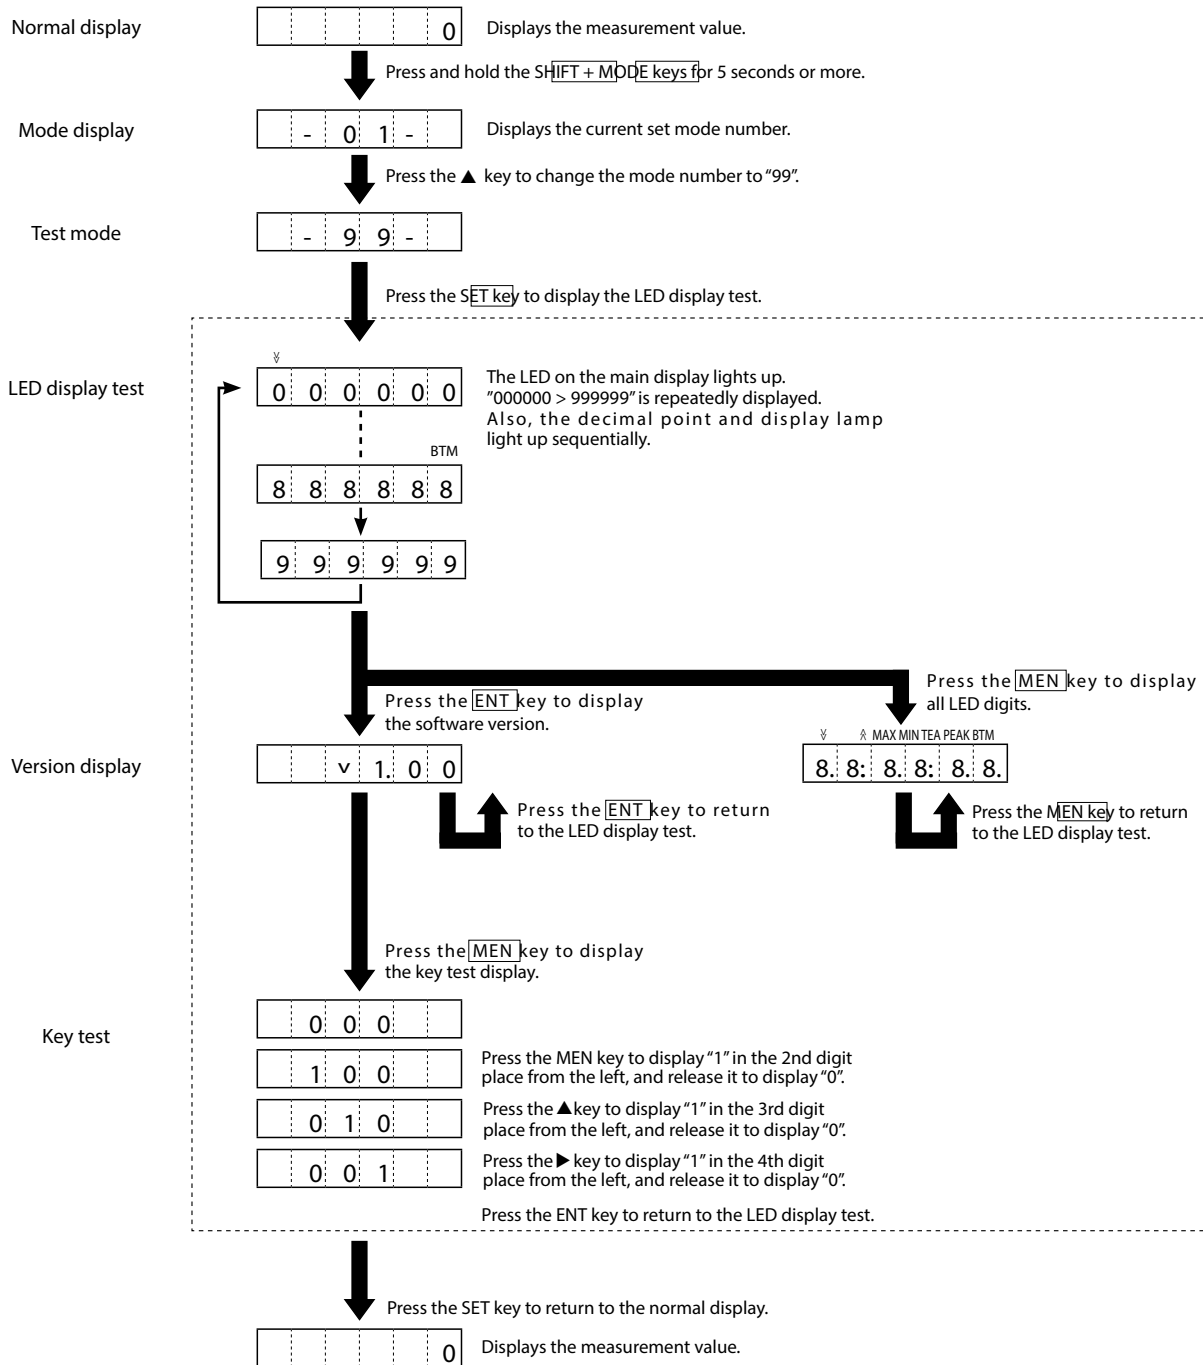 Normal display
0
Displays the measurement value.
Press and hold the SHIFT + MODE keys for 5 seconds or more.
Mode display
- 0 1 -
Displays the current set mode number.
Press the ▲ key to change the mode number to “99”.
Test mode
- 9 9 -
Press the SET key to display the LED display test.
LED display test
0 0 0 0 0 0
The LED on the main display lights up.
"000000 > 999999" is repeatedly displayed.
Also, the decimal point and display lamp
light up sequentially.
BTM
8 8 8 8 8 8
9 9 9 9 9 9
Press the ENT key to display
the software version.
Press the MEN key to display
all LED digits.
Version display
v 1. 0 0
MAX MIN TEA PEAK BTM
8. 8: 8. 8: 8. 8.
Press the ENT key to return
to the LED display test.
Press the MEN key to return
to the LED display test.
Press the MEN key to display
the key test display.
Key test
0 0 0
1 0 0
Press the MEN key to display “1” in the 2nd digit
place from the left, and release it to display “0”.
0 1 0
Press the ▲ key to display “1” in the 3rd digit
place from the left, and release it to display “0”.
0 0 1
Press the ▶ key to display “1” in the 4th digit
place from the left, and release it to display “0”.
Press the ENT key to return to the LED display test.
Press the SET key to return to the normal display.
0
Displays the measurement value.